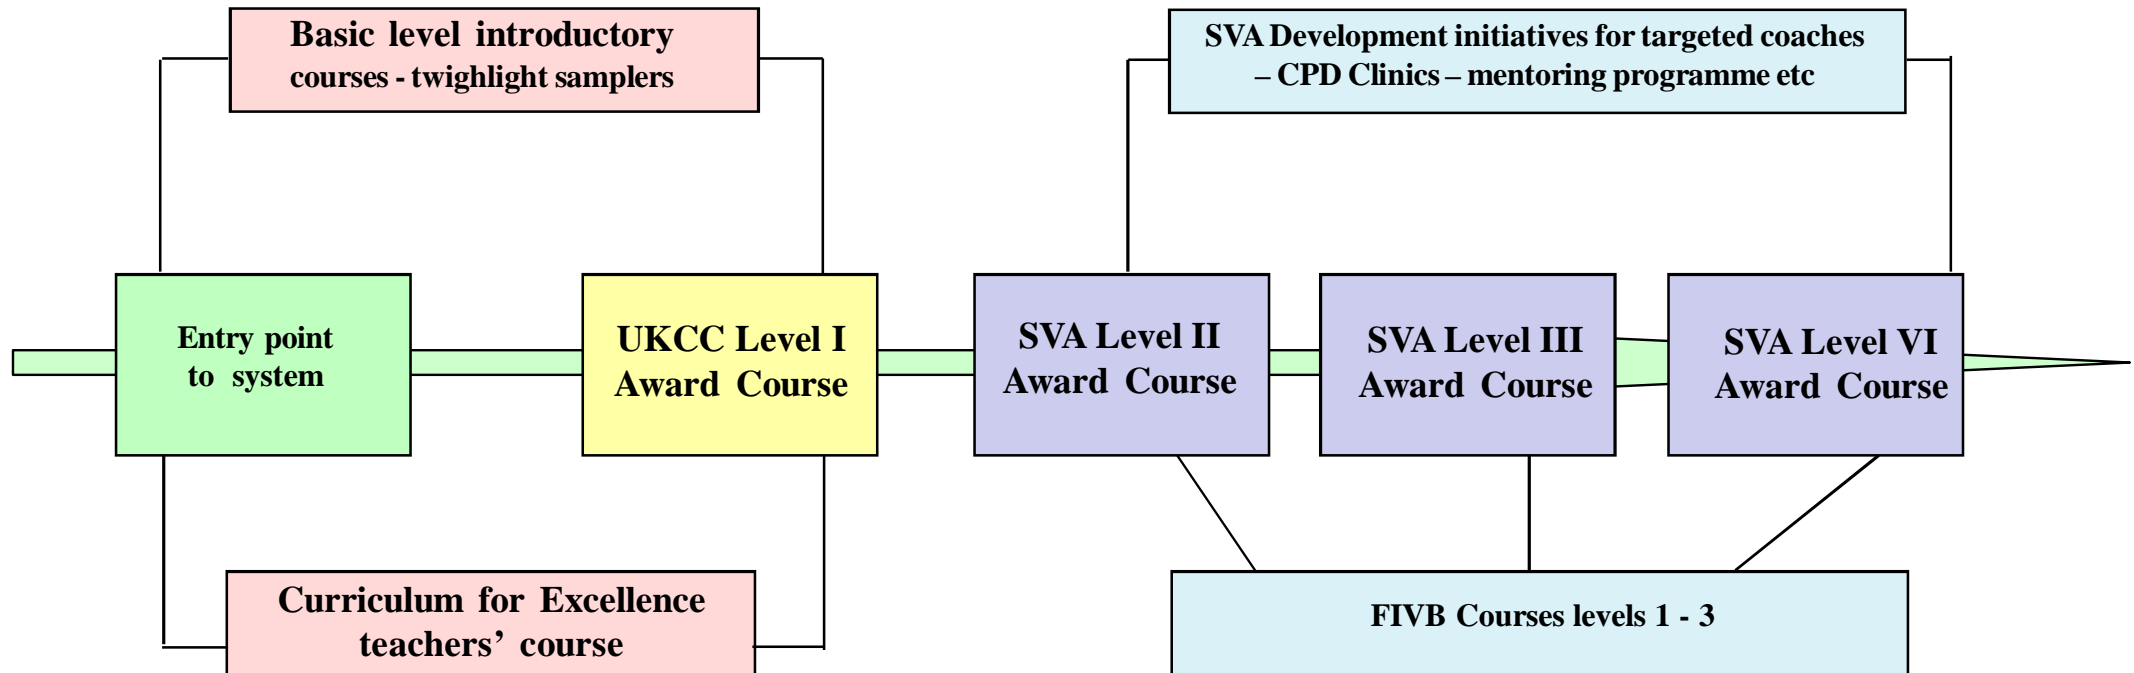 Basic level introductory
courses - twighlight samplers
SVA Development initiatives for targeted coaches
– CPD Clinics – mentoring programme etc
Entry point
to system
UKCC Level I
Award Course
SVA Level II
Award Course
SVA Level III
Award Course
SVA Level VI
Award Course
Curriculum for Excellence
teachers’ course
FIVB Courses levels 1 - 3